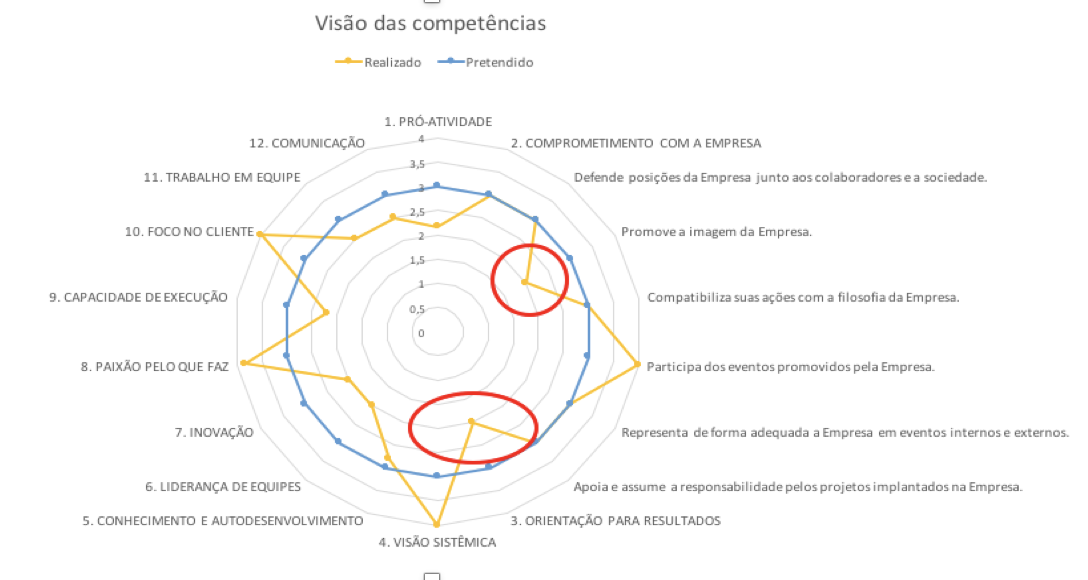 Visão das competências
Realizado
Pretendido
1. PRÓ-ATIVIDADE
2. COMPROMETIMENTO COM A EMPRESA
Defende posições da Empresa junto aos colaboradores e a sociedade.
Promove a imagem da Empresa.
Compatibiliza suas ações com a filosofia da Empresa.
Participa dos eventos promovidos pela Empresa.
Representa de forma adequada a Empresa em eventos internos e externos.
Apoia e assume a responsabilidade pelos projetos implantados na Empresa.
3. ORIENTAÇÃO PARA RESULTADOS
4. VISÃO SISTÊMICA
5. CONHECIMENTO E AUTODESENVOLVIMENTO
6. LIDERANÇA DE EQUIPES
7. INOVAÇÃO
8. PAIXÃO PELO QUE FAZ
9. CAPACIDADE DE EXECUÇÃO
10. FOCO NO CLIENTE
11. TRABALHO EM EQUIPE
12. COMUNICAÇÃO
4
3,5
3
2,5
2
1,5
1
0,5
0